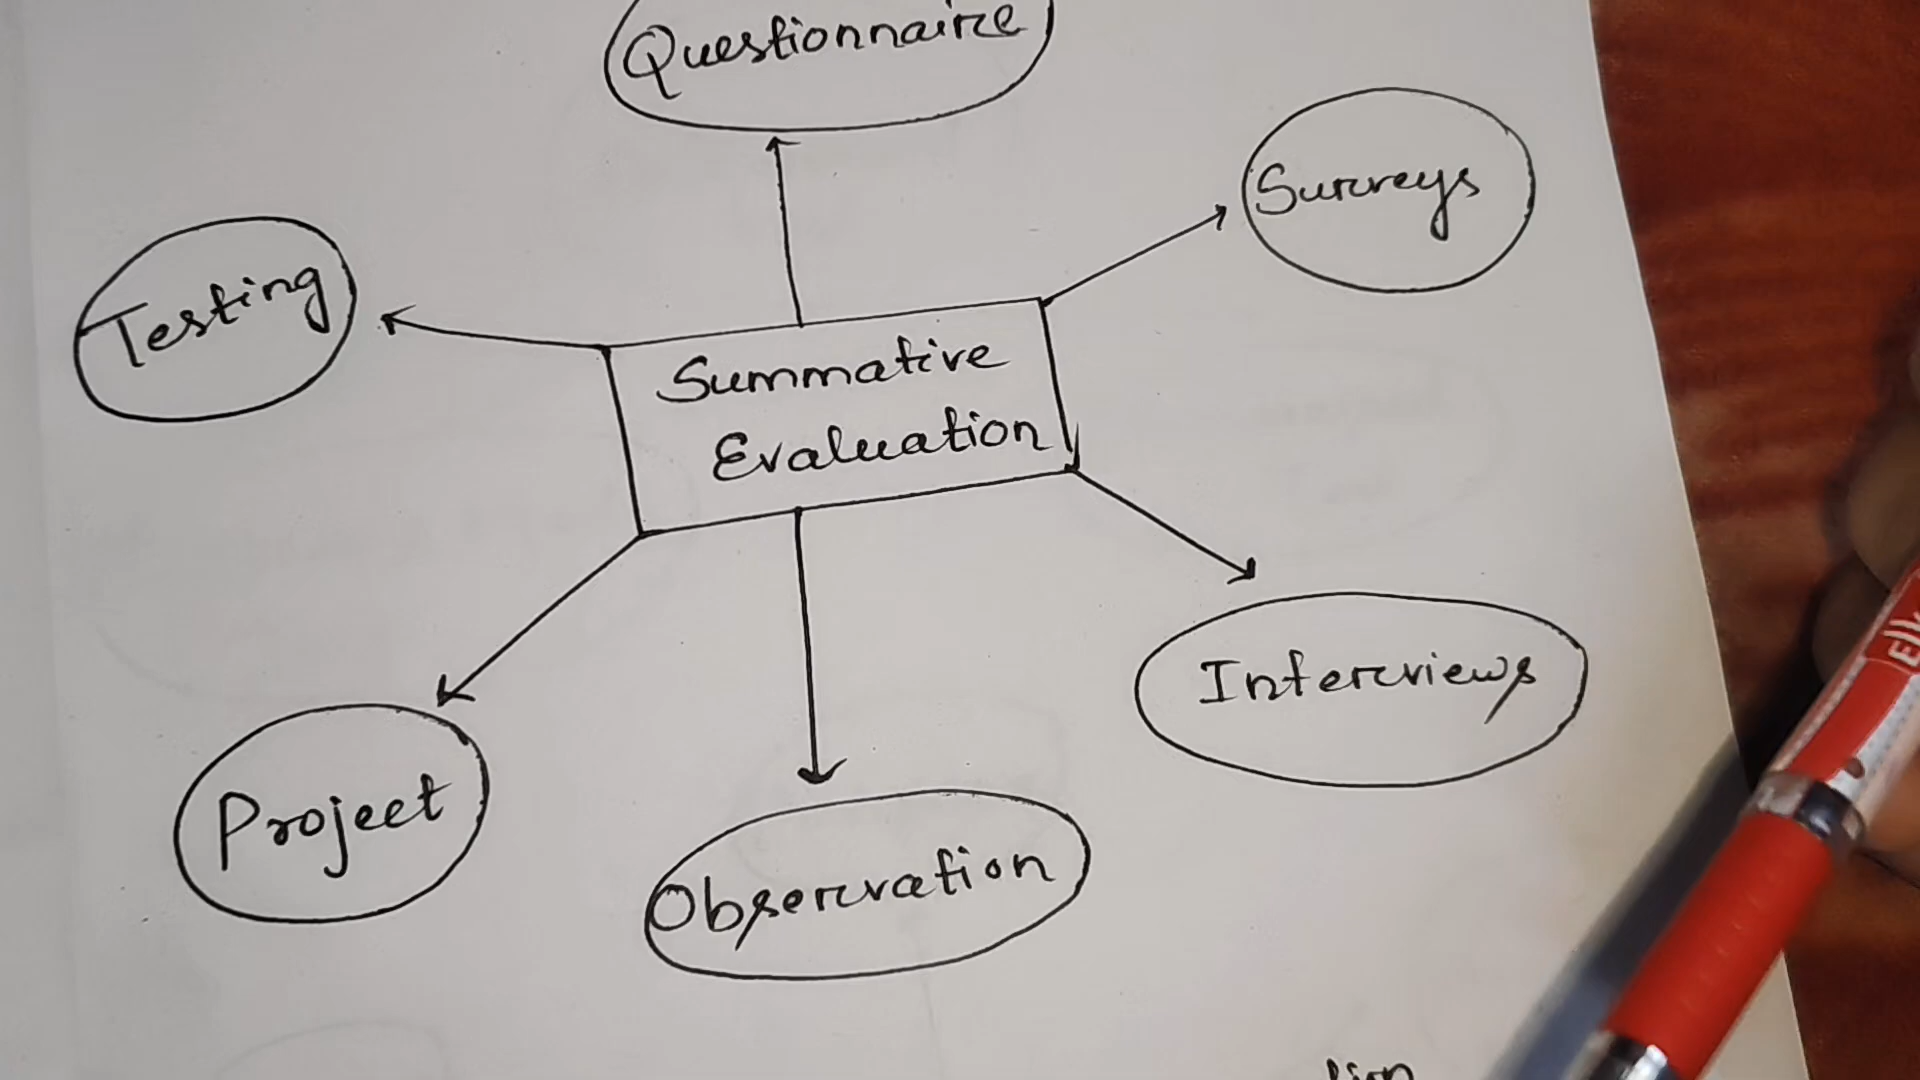 Questionnaire
Surveys
Testing
Summative
Evaluation
Interviews
Project
Observation